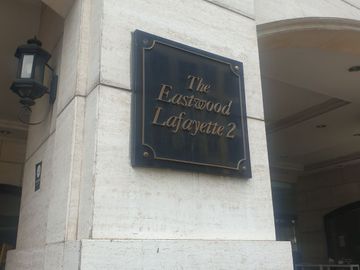 The
Eastwood
Lafayette 2